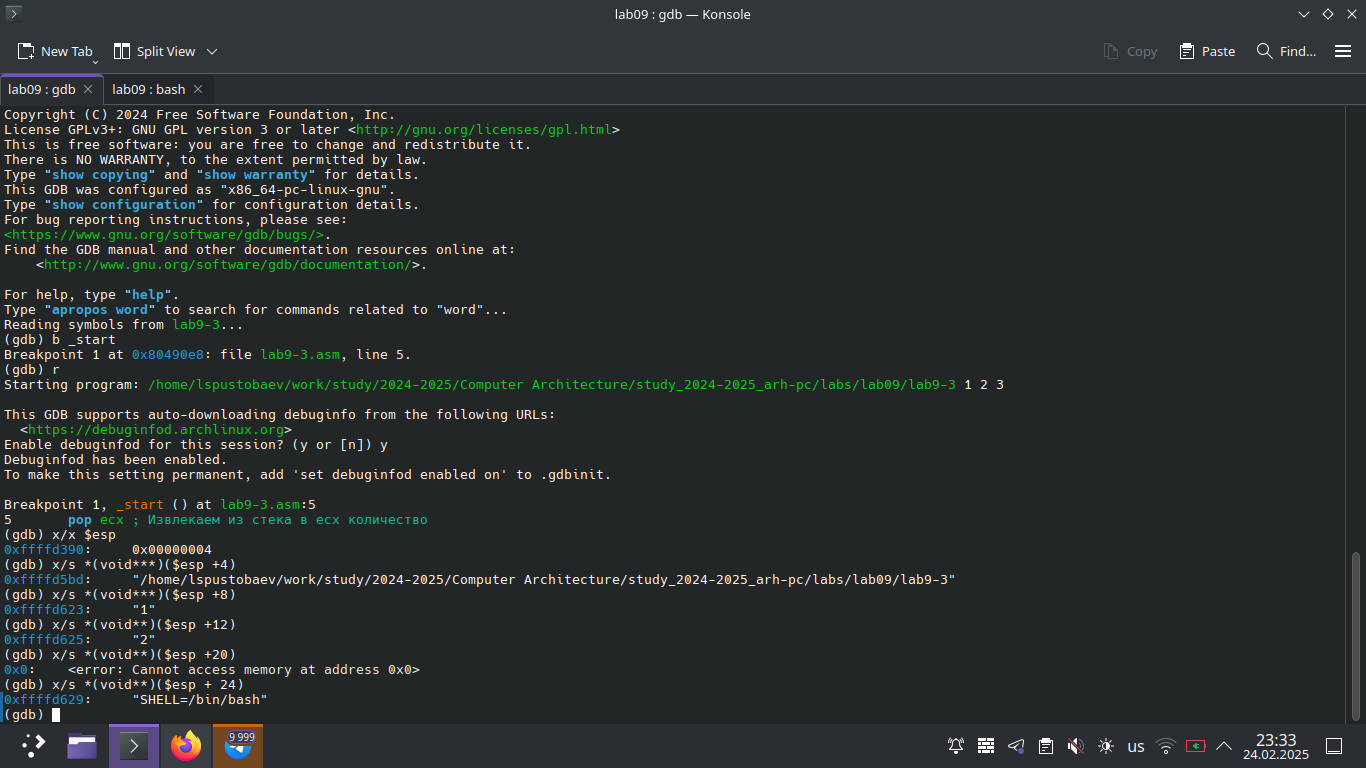 lab09 : gdb — Konsole
New Tab
Split View
Copy
Paste
Find...
lab09 : gdb
lab09 : bash
Copyright (C) 2024 Free Software Foundation, Inc.
License GPLv3+: GNU GPL version 3 or later <http://gnu.org/licenses/gpl.html>
This is free software: you are free to change and redistribute it.
There is NO WARRANTY, to the extent permitted by law.
Type "show copying" and "show warranty" for details.
This GDB was configured as "x86_64-pc-linux-gnu".
Type "show configuration" for configuration details.
For bug reporting instructions, please see:
<https://www.gnu.org/software/gdb/bugs/>.
Find the GDB manual and other documentation resources online at:
    <http://www.gnu.org/software/gdb/documentation/>.
For help, type "help".
Type "apropos word" to search for commands related to "word"...
Reading symbols from lab9-3...
(gdb) b _start
Breakpoint 1 at 0x80490e8: file lab9-3.asm, line 5.
(gdb) r
Starting program: /home/lspustobaev/work/study/2024-2025/Computer Architecture/study_2024-2025_arh-pc/labs/lab09/lab9-3 1 2 3
This GDB supports auto-downloading debuginfo from the following URLs:
  <https://debuginfod.archlinux.org>
Enable debuginfod for this session? (y or [n]) y
Debuginfod has been enabled.
To make this setting permanent, add 'set debuginfod enabled on' to .gdbinit.
Breakpoint 1, _start () at lab9-3.asm:5
5       pop ecx ; Извлекаем из стека в ecx количество
(gdb) x/x $esp
0xffffd390:     0x00000004
(gdb) x/s *(void***)($esp +4)
0xffffd5bd:     "/home/lspustobaev/work/study/2024-2025/Computer Architecture/study_2024-2025_arh-pc/labs/lab09/lab9-3"
(gdb) x/s *(void***)($esp +8)
0xffffd623:     "1"
(gdb) x/s *(void**)($esp +12)
0xffffd625:     "2"
(gdb) x/s *(void**)($esp +20)
0x0:    <error: Cannot access memory at address 0x0>
(gdb) x/s *(void**)($esp + 24)
0xffffd629:     "SHELL=/bin/bash"
(gdb)
9 999
us
23:33
24.02.2025